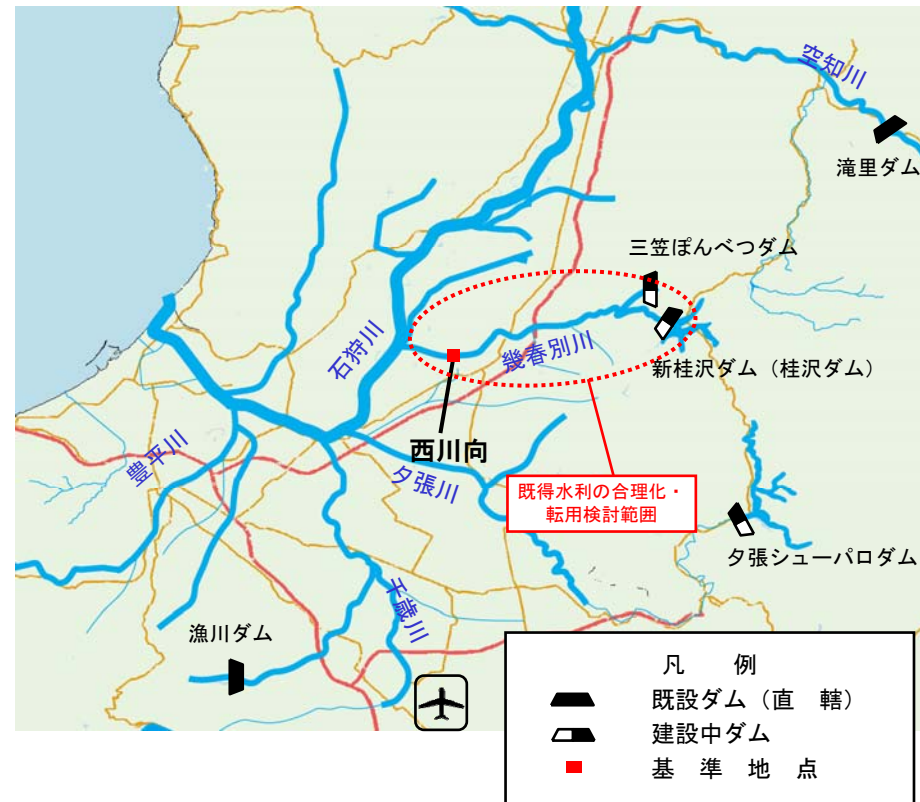 空知川
滝里ダム
三笠ぽんべつダム
石狩川
幾春別川
新桂沢ダム（桂沢ダム）
西川向
豊平川
夕張川
既得水利の合理化・
転用検討範囲
夕張シューパロダム
千歳川
漁川ダム
凡　例
既設ダム（直　轄）
建設中ダム
基　準　地　点